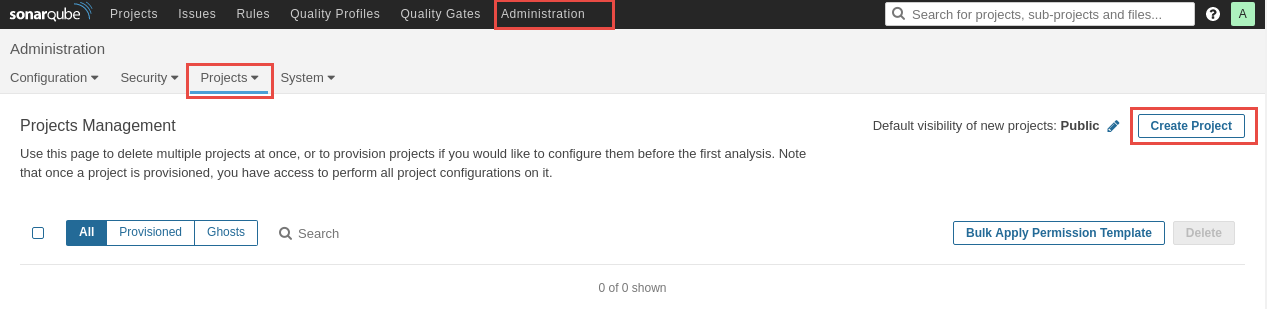 sonarqube Projects Issues Rules Quality Profiles Quality Gates Administration Search for projects, sub-projects and files... ? A
Administration
Configuration Security Projects System
Projects Management Default visibility of new projects: Public Create Project
Use this page to delete multiple projects at once, or to provision projects if you would like to configure them before the first analysis. Note
that once a project is provisioned, you have access to perform all project configurations on it.
All Provisioned Ghosts Search Bulk Apply Permission Template Delete
0 of 0 shown